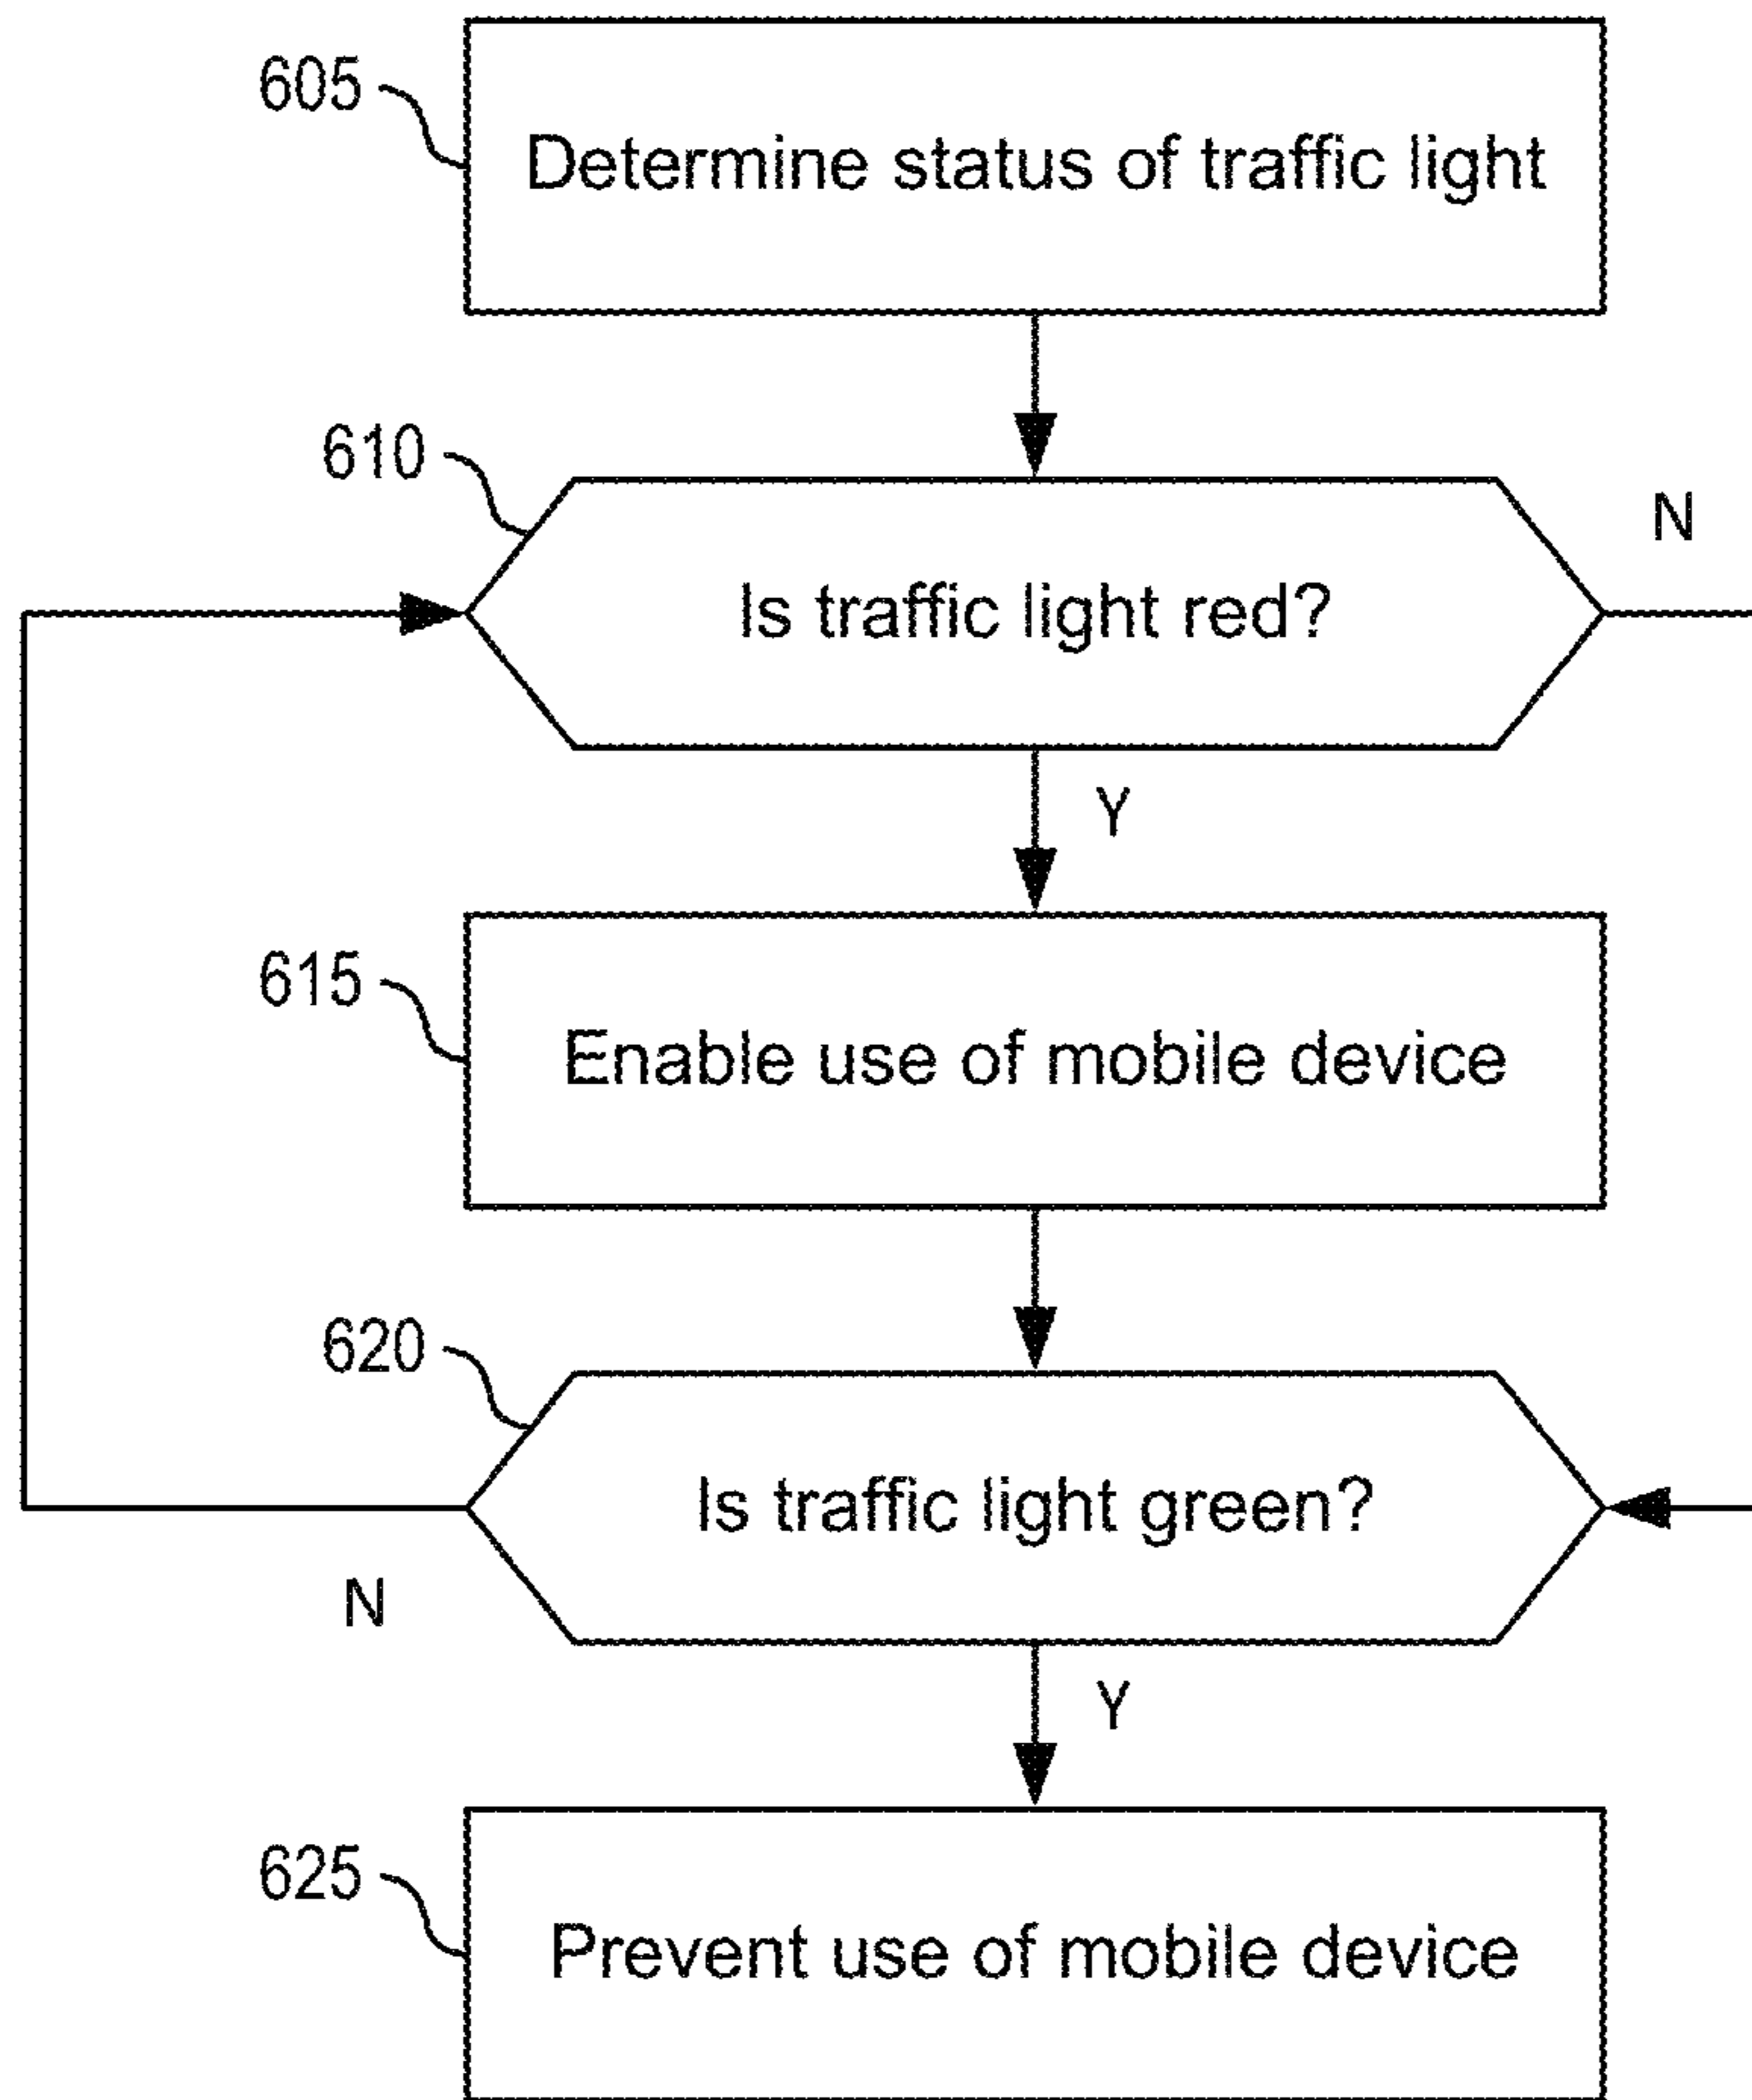 605
Determine status of traffic light
610
N
Is traffic light red?
Y
615
Enable use of mobile device
620
Is traffic light green?
N
Y
625
Prevent use of mobile device